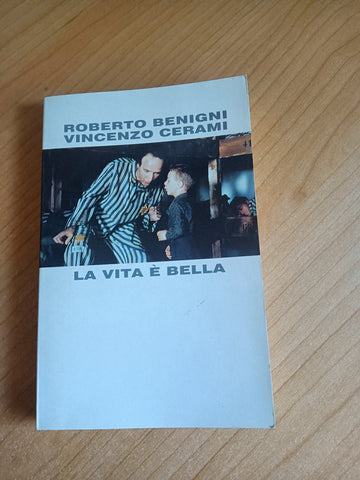 ROBERTO BENIGNI
VINCENZO CERAMI
LA VITA È BELLA